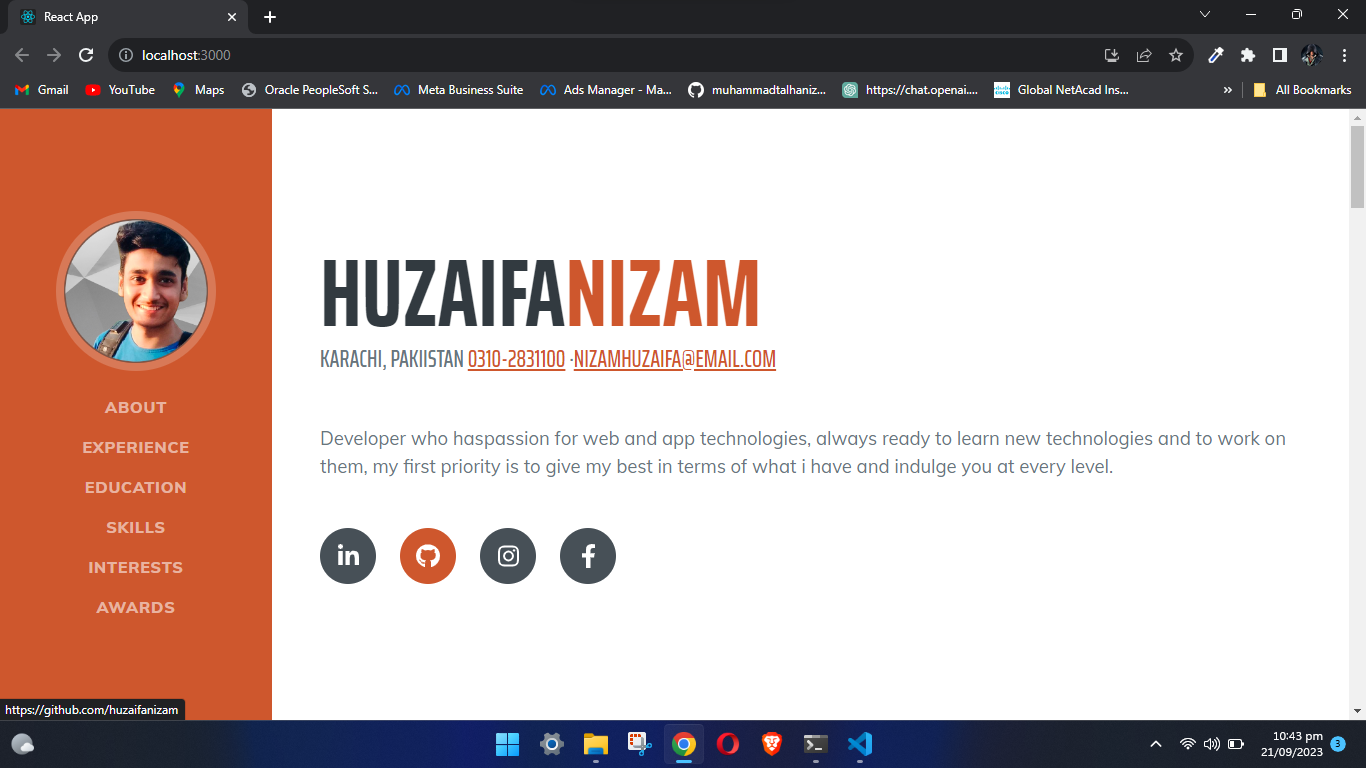 React App
localhost:3000
Gmail YouTube Maps Oracle PeopleSoft S... Meta Business Suite Ads Manager - Ma... muhammadtalhaniz... https://chat.openai.... Global NetAcad Ins... » All Bookmarks
HUZAIFANIZAM
KARACHI, PAKIISTAN 0310-2831100 ·NIZAMHUZAIFA@EMAIL.COM
ABOUT
EXPERIENCE
EDUCATION
SKILLS
INTERESTS
AWARDS
Developer who haspassion for web and app technologies, always ready to learn new technologies and to work on
them, my first priority is to give my best in terms of what i have and indulge you at every level.
in
https://github.com/huzaifanizam
10:43 pm
21/09/2023
3